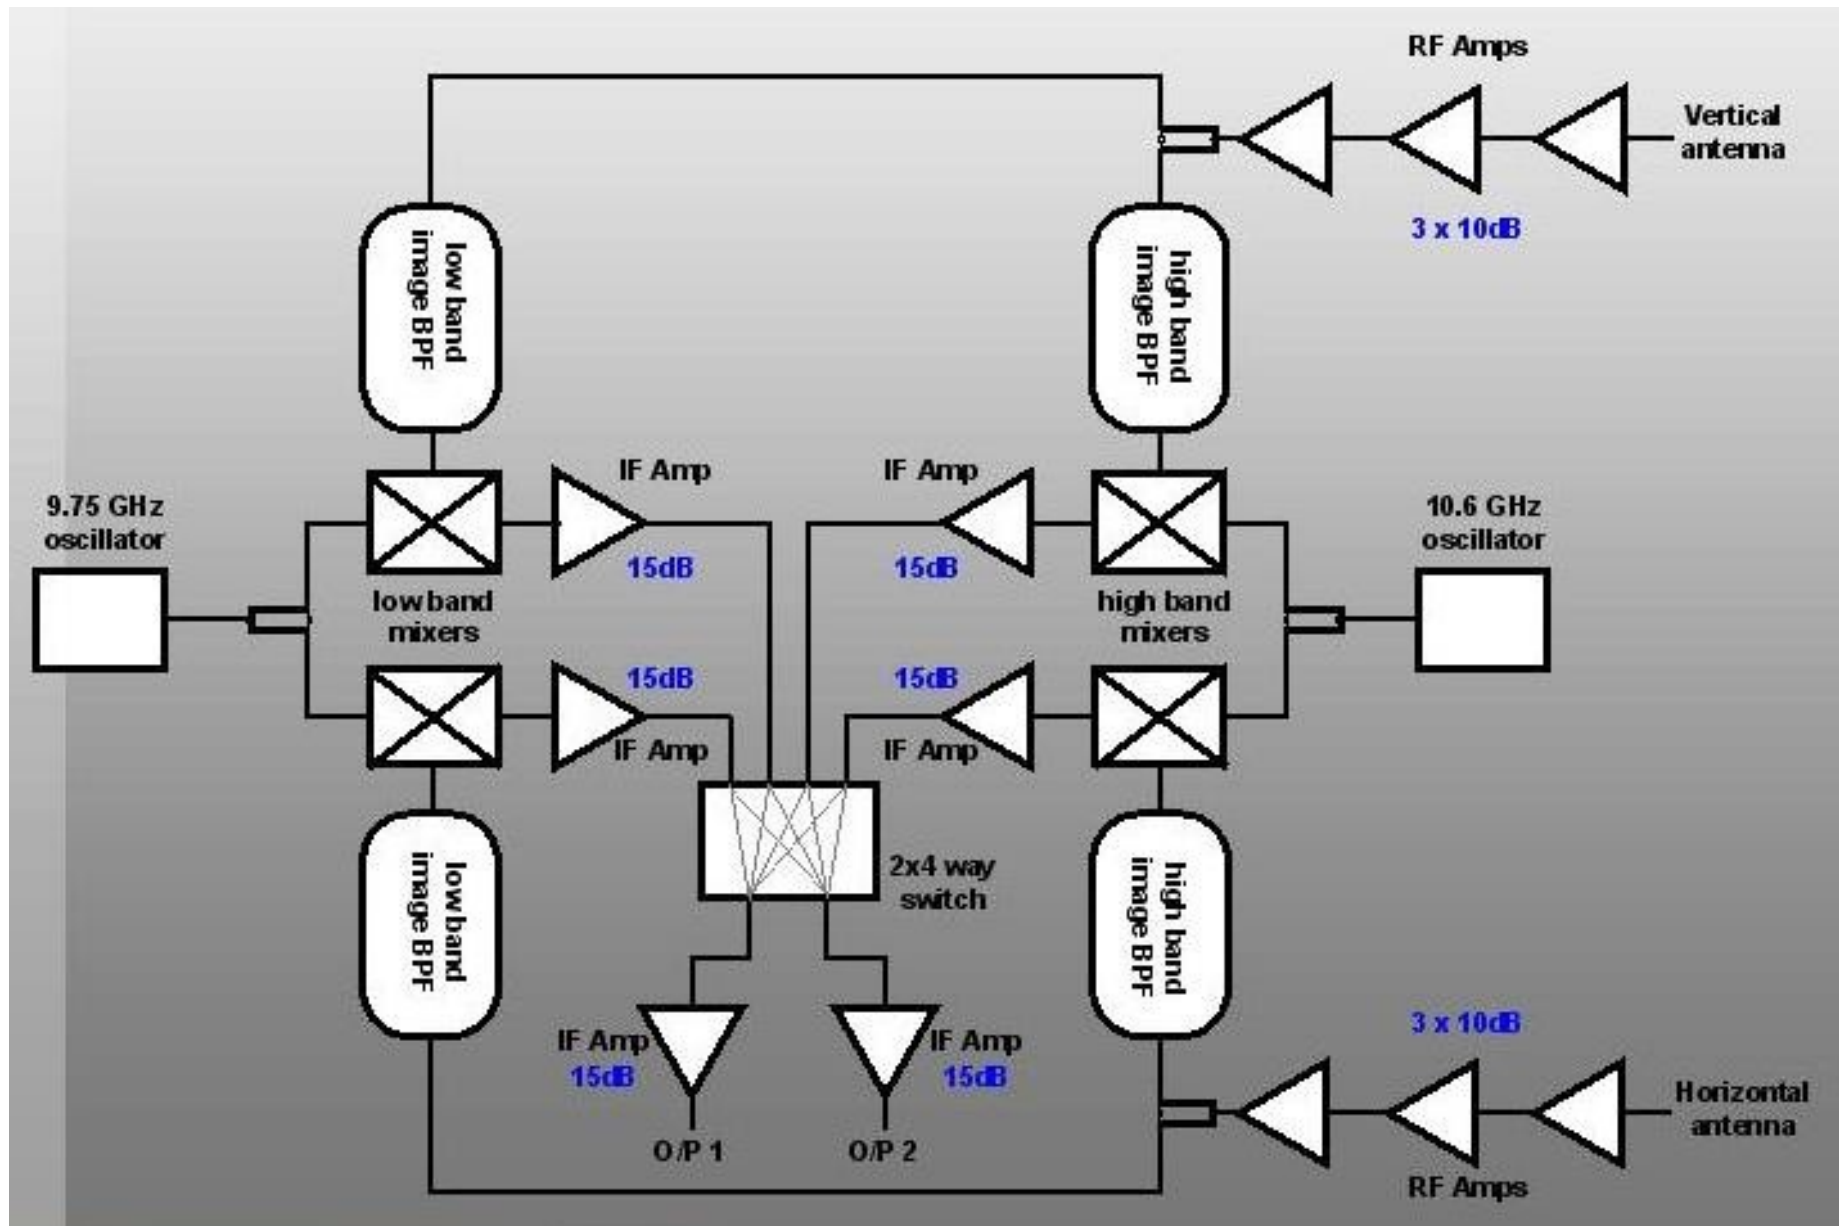 RF Amps
Vertical
antenna
3 x 10dB
low band
image BPF
high band
image BPF
IF Amp
IF Amp
9.75 GHz
oscillator
10.6 GHz
oscillator
15dB
15dB
low band
mixers
high band
mixers
15dB
15dB
IF Amp
IF Amp
2x4 way
switch
low band
image BPF
high band
image BPF
3 x 10dB
IF Amp
15dB
IF Amp
15dB
Horizontal
antenna
O/P 1
O/P 2
RF Amps